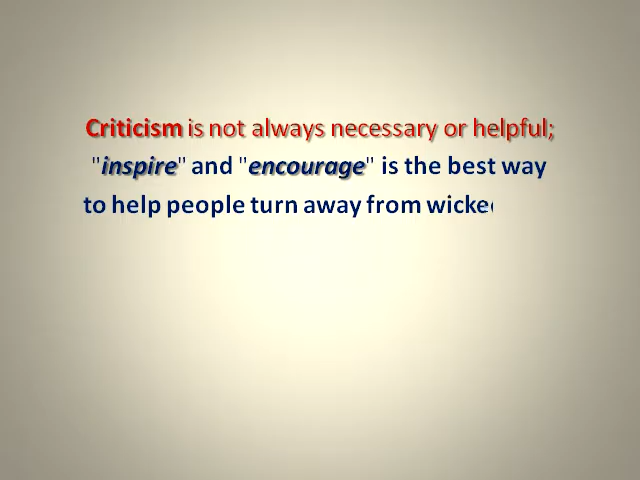 Criticism is not always necessary or helpful;
"inspire" and "encourage" is the best way
to help people turn away from